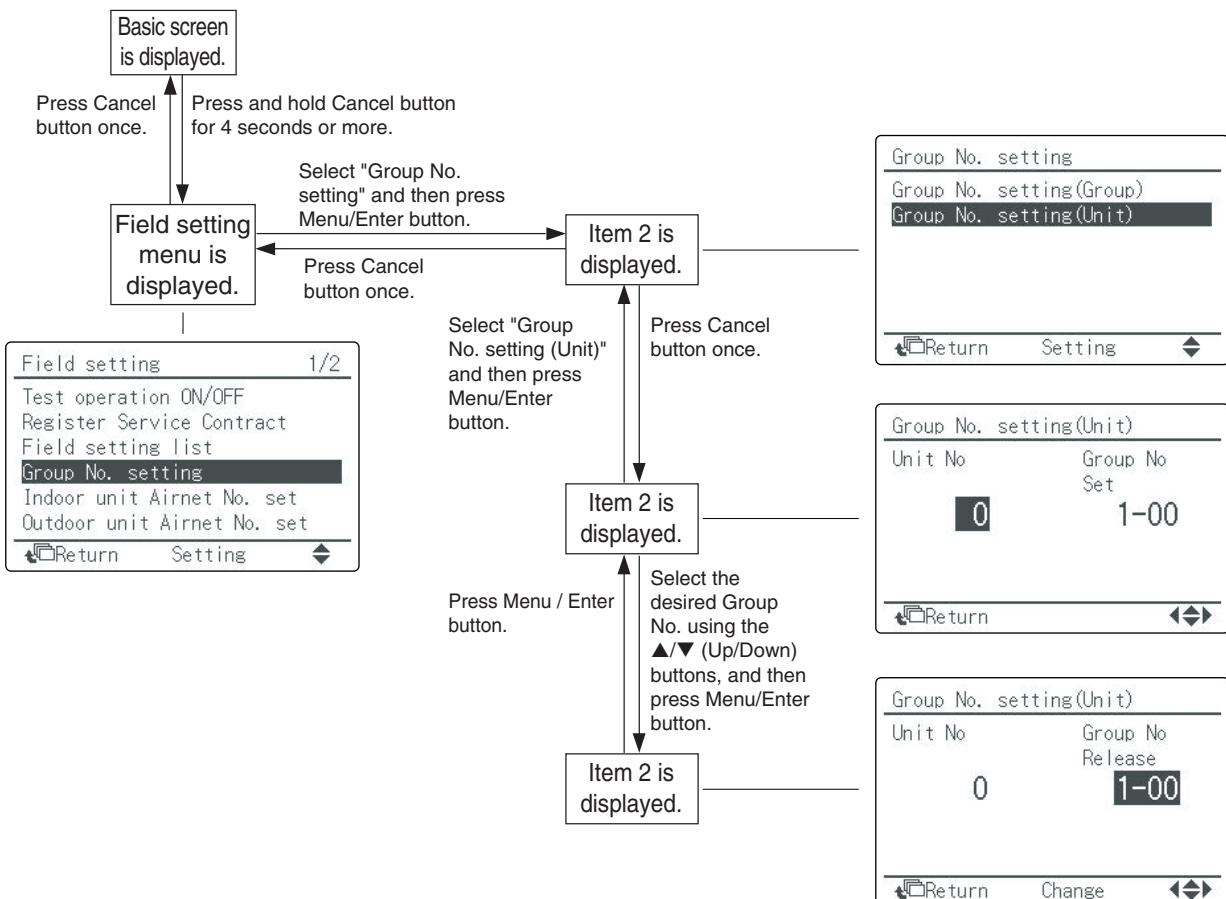 Basic screen
is displayed.
Press Cancel
button once.
Press and hold Cancel button
for 4 seconds or more.
Field setting
menu is
displayed.
Select "Group No.
setting" and then press
Menu/Enter button.
Press Cancel
button once.
Item 2 is
displayed.
Group No. setting
Group No. setting(Group)
Group No. setting(Unit)
Return Setting
Field setting 1/2
Test operation ON/OFF
Register Service Contract
Field setting list
Group No. setting
Indoor unit Airnet No. set
Outdoor unit Airnet No. set
Return Setting
Select "Group
No. setting (Unit)"
and then press
Menu/Enter
button.
Press Cancel
button once.
Item 2 is
displayed.
Group No. setting(Unit)
Unit No Group No
Set
0 1-00
Return
Press Menu / Enter
button.
Select the
desired Group
No. using the
▲/▼ (Up/Down)
buttons, and then
press Menu/Enter
button.
Item 2 is
displayed.
Group No. setting(Unit)
Unit No Group No
Release
0 1-00
Return Change